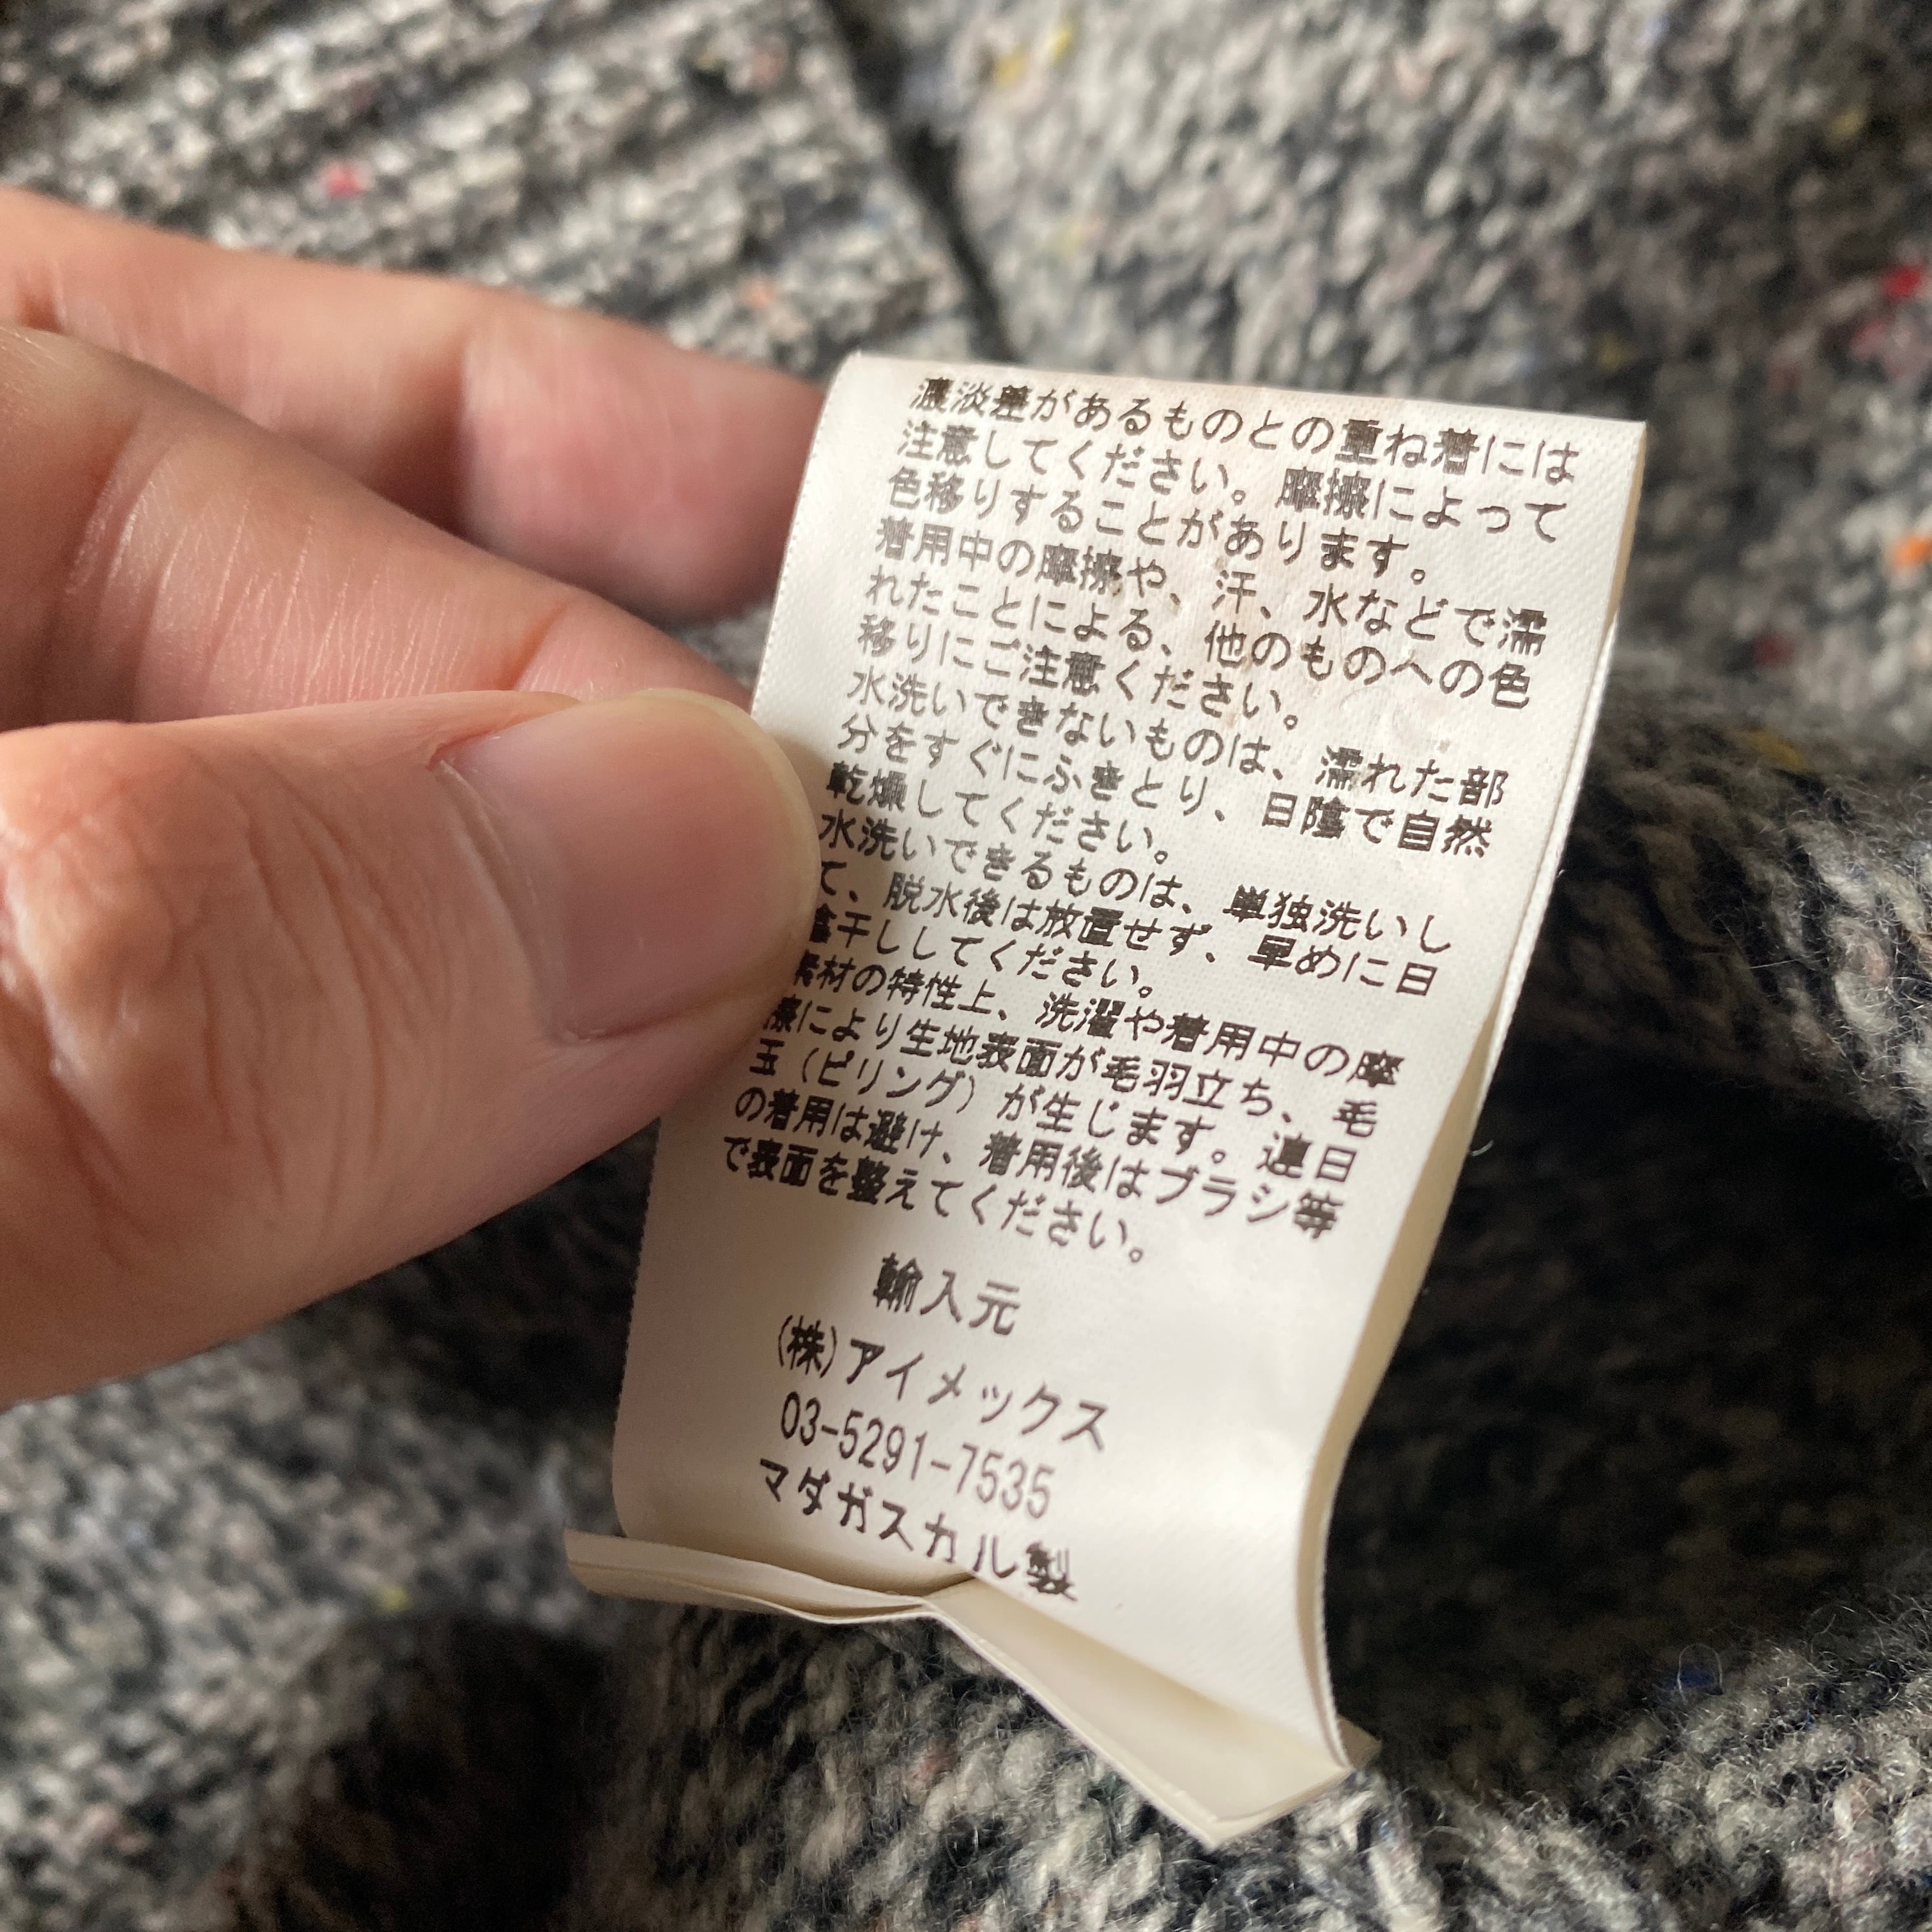 濃淡差があるものとの重ね着には
注意してください。摩擦によって
色移りすることがあります。
着用中の摩擦や、汗、水などで濡
れたことによる、他のものへの色
移りにご注意ください。
水洗いできないものは、濡れた部
分をすぐにふきとり、日陰で自然
乾燥してください。
水洗いできるものは、単独洗いし
て、脱水後は放置せず、早めに日
陰干ししてください。
素材の特性上、洗濯や着用中の摩
擦により生地表面が毛羽立ち、毛
玉（ピリング）が生じます。連日
の着用は避け、着用後はブラシ等
で表面を整えてください。
輸入元
(株)アイメックス
03-5291-7535
マダガスカル製